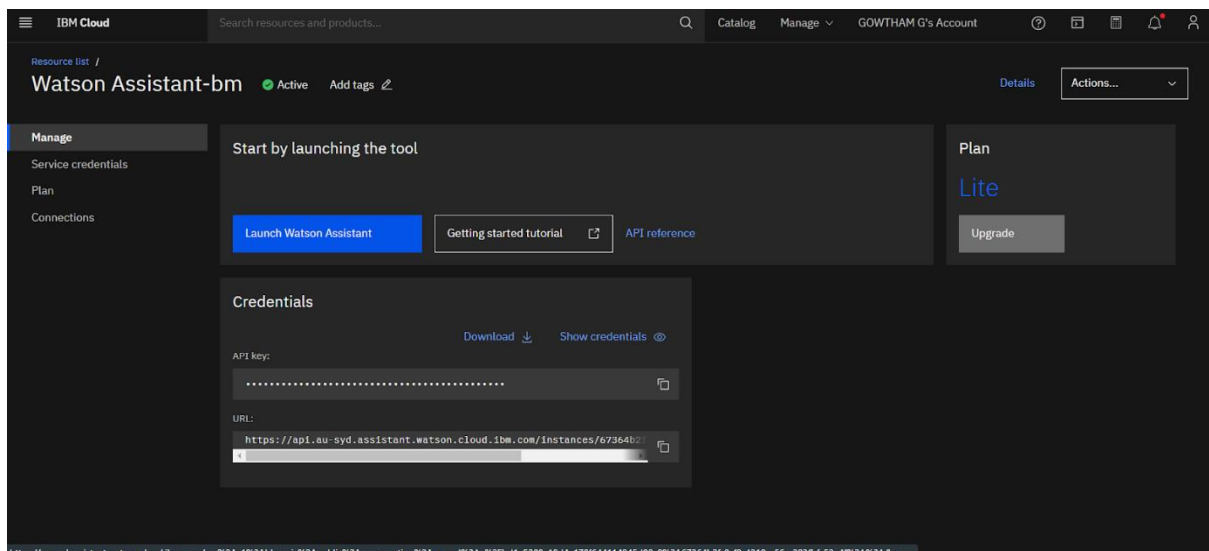 IBM Cloud
Search resources and products...
Catalog
Manage
GOWTHAM G's Account
Resource list /
Watson Assistant-bm
Active
Add tags
Details
Actions...
Manage
Service credentials
Plan
Connections
Start by launching the tool
Launch Watson Assistant
Getting started tutorial
API reference
Plan
Lite
Upgrade
Credentials
Download
Show credentials
API key:
URL:
https://api.au-syd.assistant.watson.cloud.ibm.com/instances/67364b2